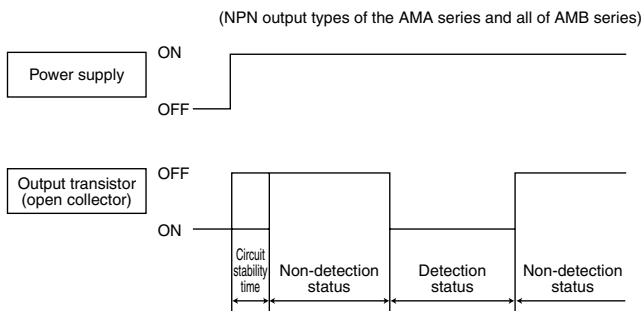 (NPN output types of the AMA series and all of AMB series)
ON
Power supply
OFF
OFF
Output transistor
(open collector)
ON
Circuit
stability
time
Non-detection
status
Detection
status
Non-detection
status